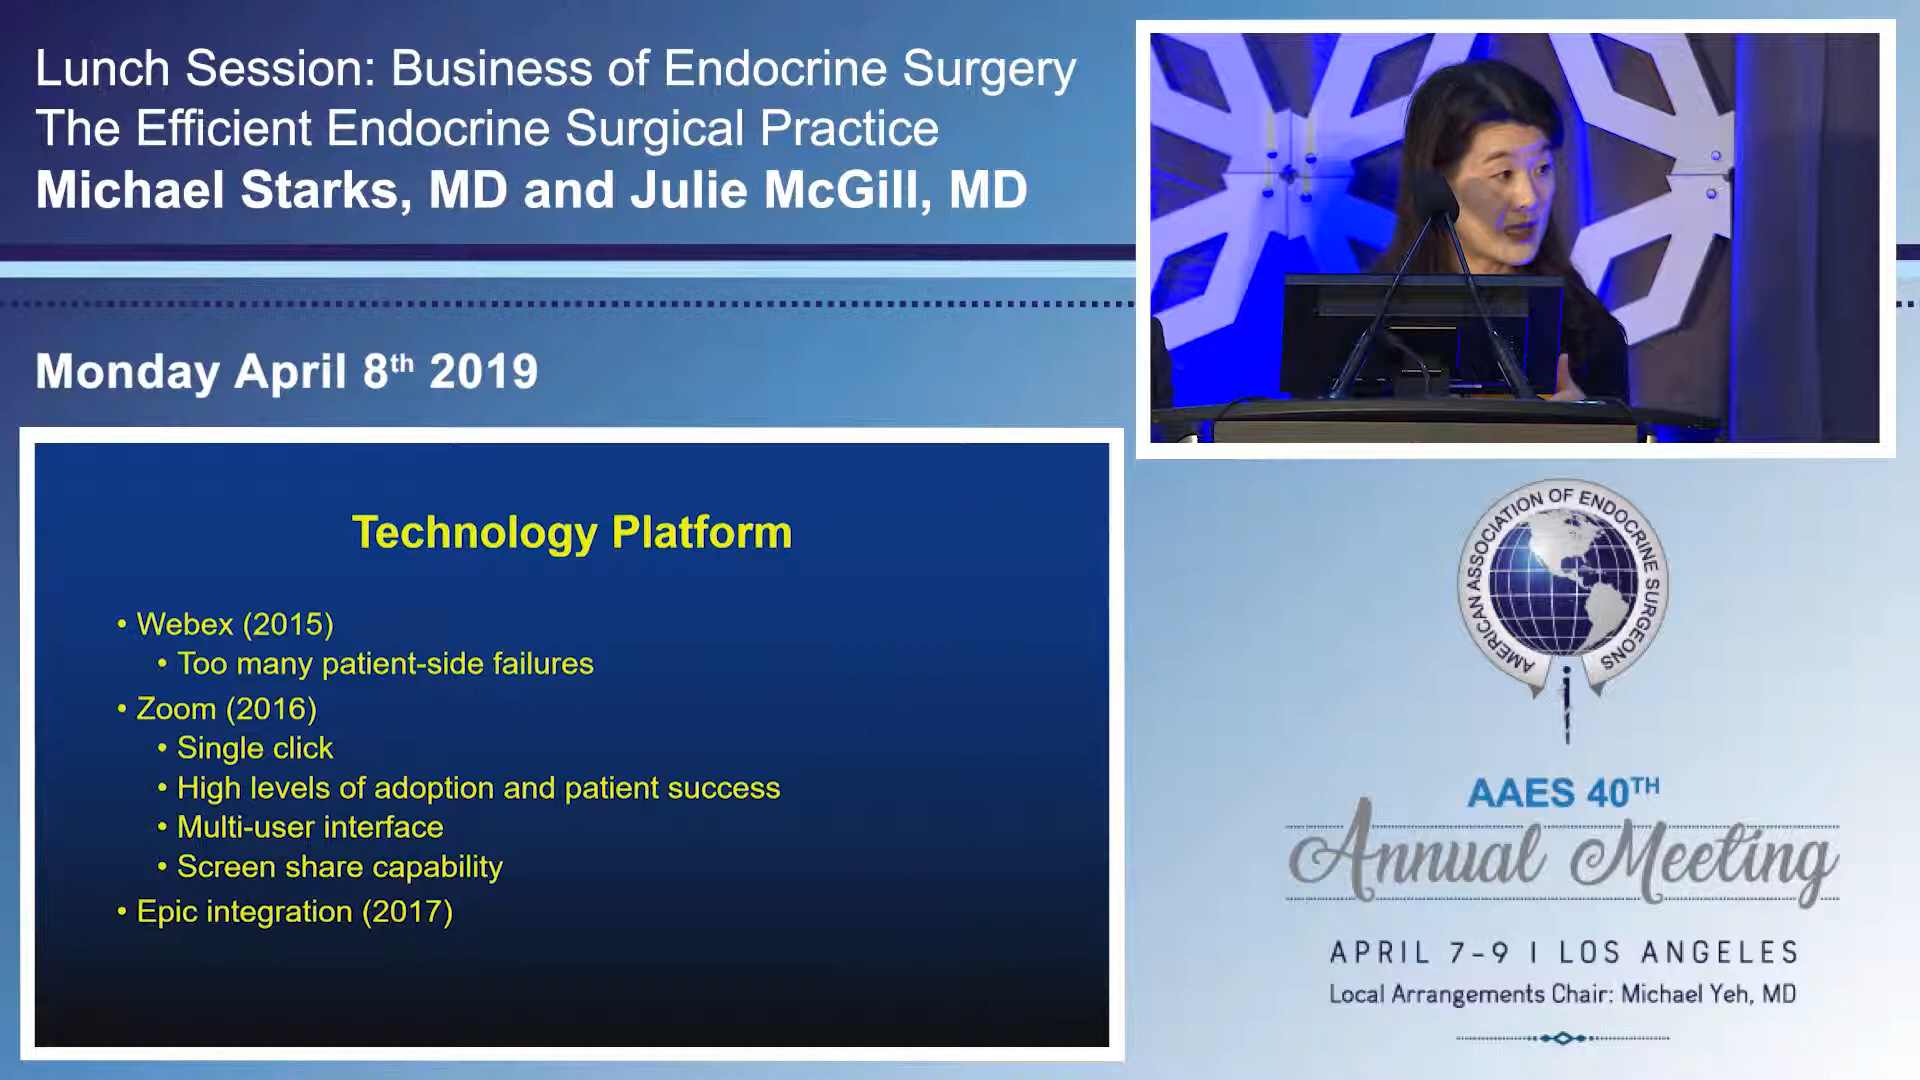 Lunch Session: Business of Endocrine Surgery
The Efficient Endocrine Surgical Practice
Michael Starks, MD and Julie McGill, MD
Monday April 8th 2019
Technology Platform
• Webex (2015)
• Too many patient-side failures
• Zoom (2016)
• Single click
• High levels of adoption and patient success
• Multi-user interface
• Screen share capability
• Epic integration (2017)
AMERICAN ASSOCIATION OF ENDOCRINE SURGEONS
AAES 40TH
Annual Meeting
APRIL 7-9 | LOS ANGELES
Local Arrangements Chair: Michael Yeh, MD